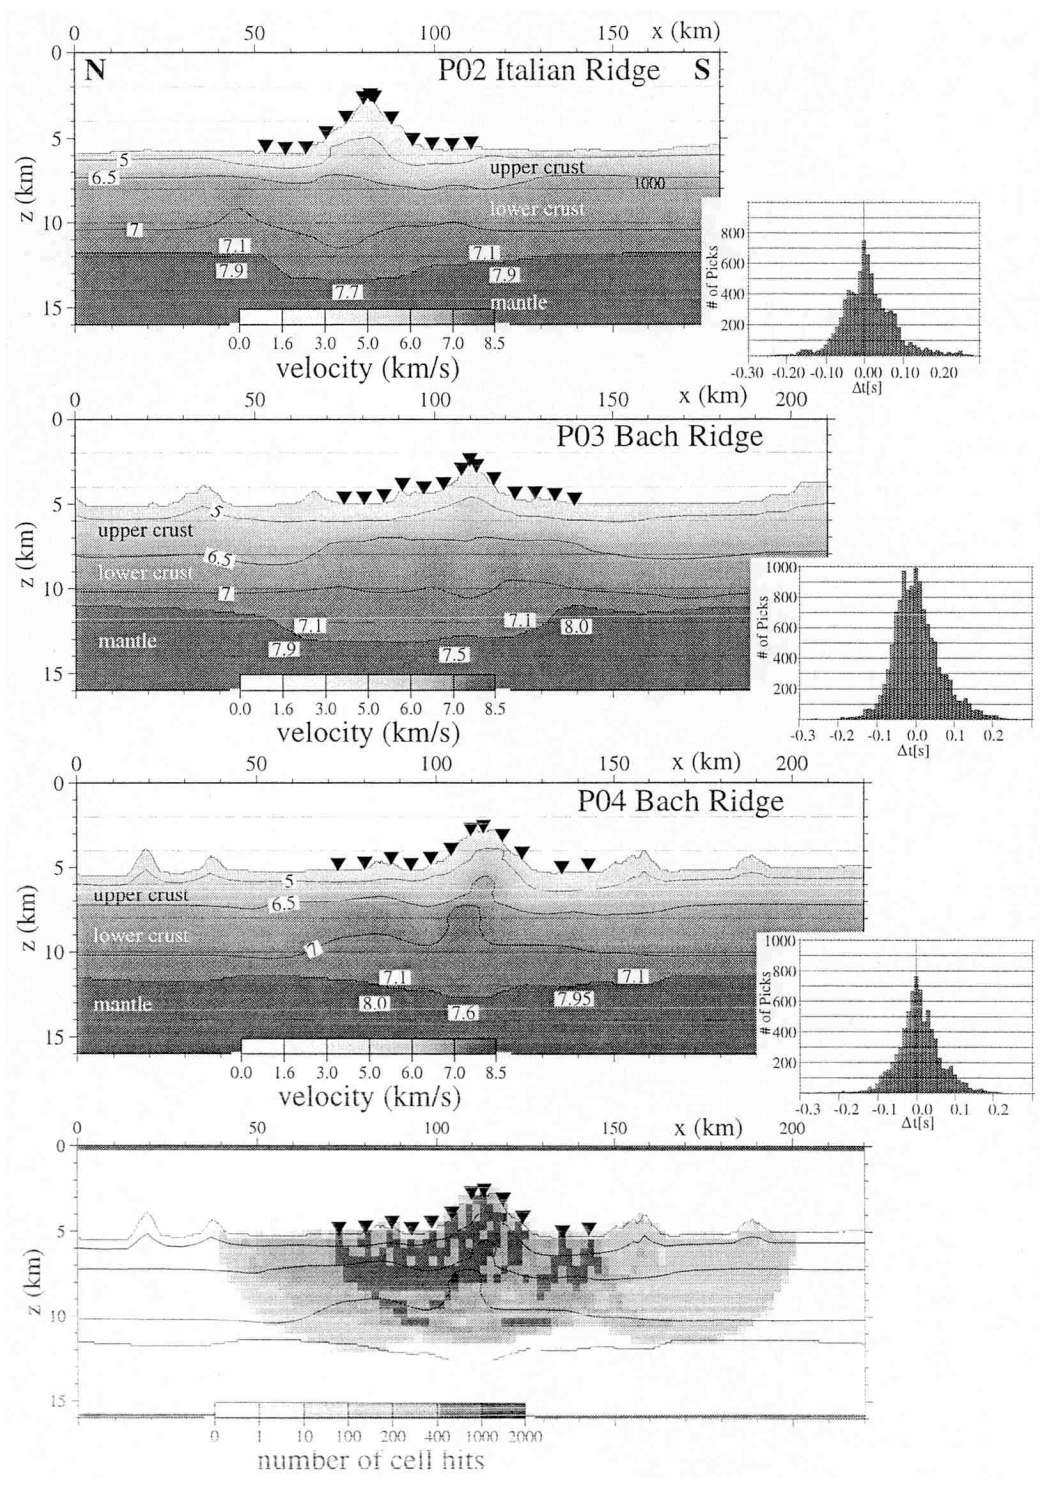 0 50 100 150 x (km)
0
N P02 Italian Ridge S
5
5
upper crust
6.5
1000
z (km)
lower crust
10
7
7.1 7.1
7.9 7.9
7.7
mantle
15
0.0 1.6 3.0 5.0 6.0 7.0 8.5
velocity (km/s)
800
600
400
200
# of Picks
-0.30 -0.20 -0.10 0.00 0.10 0.20
Δt[s]
0 50 100 150 x (km) 200
0
P03 Bach Ridge
5
5
upper crust
6.5
z (km)
lower crust
10
7
7.1 7.1
8.0
mantle
7.9 7.5
15
0.0 1.6 3.0 5.0 6.0 7.0 8.5
velocity (km/s)
1000
800
600
400
200
# of Picks
-0.3 -0.2 -0.1 0.0 0.1 0.2
Δt[s]
0 50 100 150 x (km) 200
0
P04 Bach Ridge
5
5
upper crust
6.5
z (km)
lower crust
7
10
7.1 7.1
mantle
8.0 7.6 7.95
15
0.0 1.6 3.0 5.0 6.0 7.0 8.5
velocity (km/s)
1000
800
600
400
200
# of Picks
-0.3 -0.2 -0.1 0.0 0.1 0.2
Δt[s]
0 50 100 150 x (km) 200
0
5
z (km)
10
15
0 1 10 100 200 400 1000 2000
number of cell hits